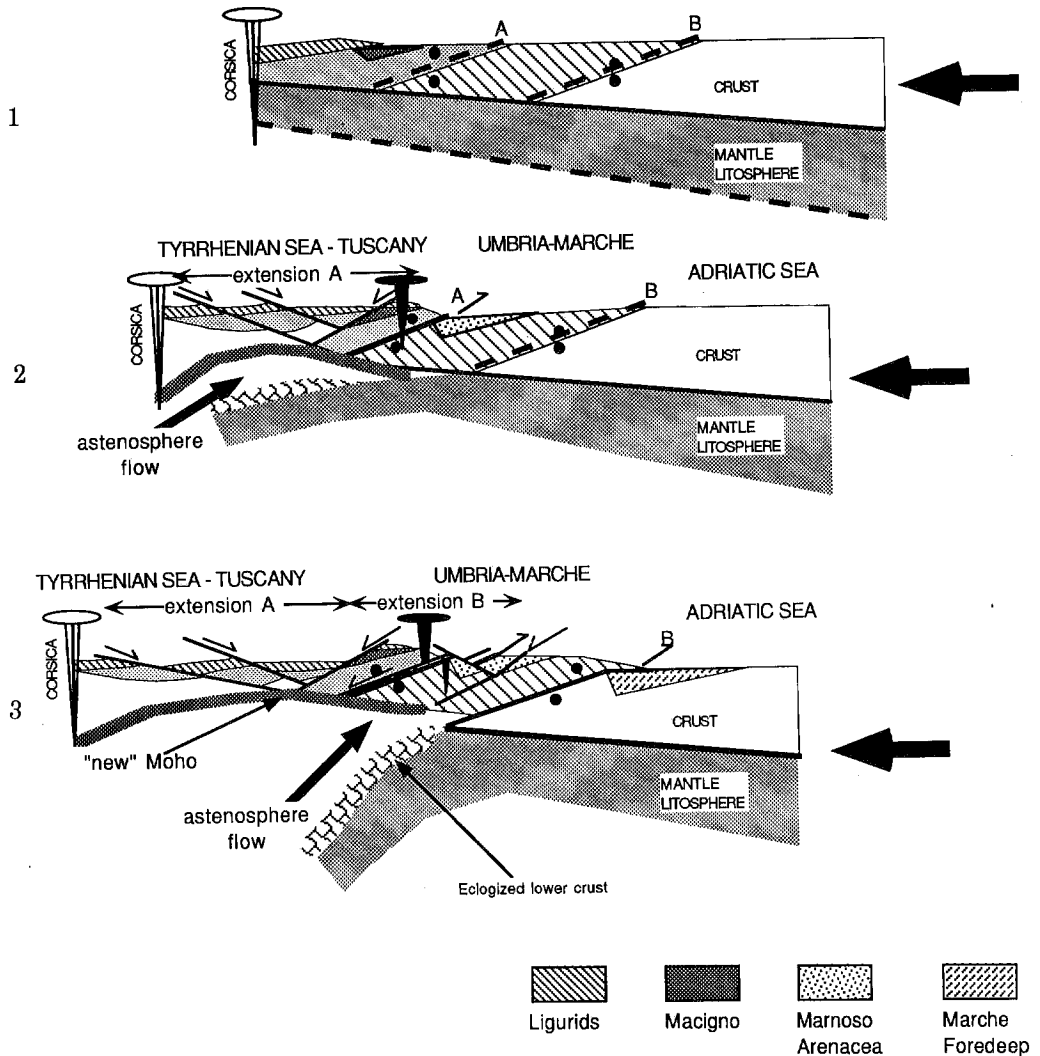 1
CORSICA
A
B
CRUST
MANTLE
LITOSPHERE
2
TYRRHENIAN SEA - TUSCANY
UMBRIA-MARCHE
extension A
ADRIATIC SEA
CORSICA
A
B
CRUST
MANTLE
LITOSPHERE
astenosphere
flow
3
TYRRHENIAN SEA - TUSCANY
UMBRIA-MARCHE
extension A
extension B
ADRIATIC SEA
CORSICA
B
CRUST
MANTLE
LITOSPHERE
"new" Moho
astenosphere
flow
Eclogized lower crust
Ligurids
Macigno
Marnoso
Arenacea
Marche
Foredeep